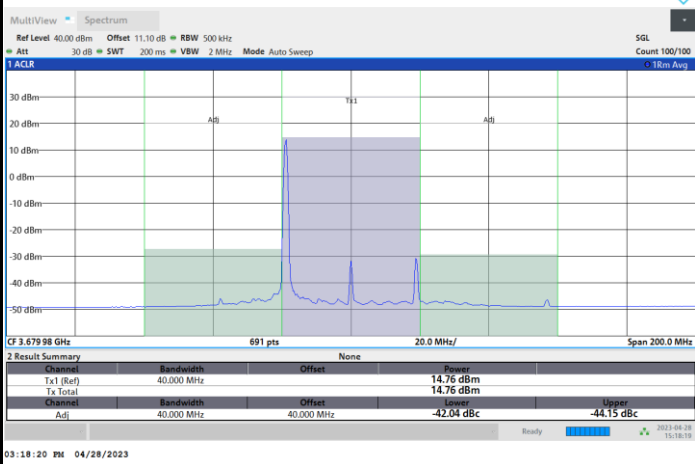 MultiView Spectrum
Ref Level 40.00 dBm Offset 11.10 dB RBW 500 kHz SGL
Att 30 dB SWT 200 ms VBW 2 MHz Mode Auto Sweep Count 100/100
1 ACLR 1Rm Avg
30 dBm
Tx1
20 dBm
Adj Adj
10 dBm
0 dBm
-10 dBm
-20 dBm
-30 dBm
-40 dBm
-50 dBm
CF 3.679 98 GHz 691 pts 20.0 MHz/ Span 200.0 MHz
2 Result Summary None
Channel Bandwidth Offset Power
Tx1 (Ref) 40.000 MHz 14.76 dBm
Tx Total 14.76 dBm
Channel Bandwidth Offset Lower Upper
Adj 40.000 MHz 40.000 MHz -42.04 dBc -44.15 dBc
Ready 2023-04-28
15:18:19
03:18:20 PM 04/28/2023